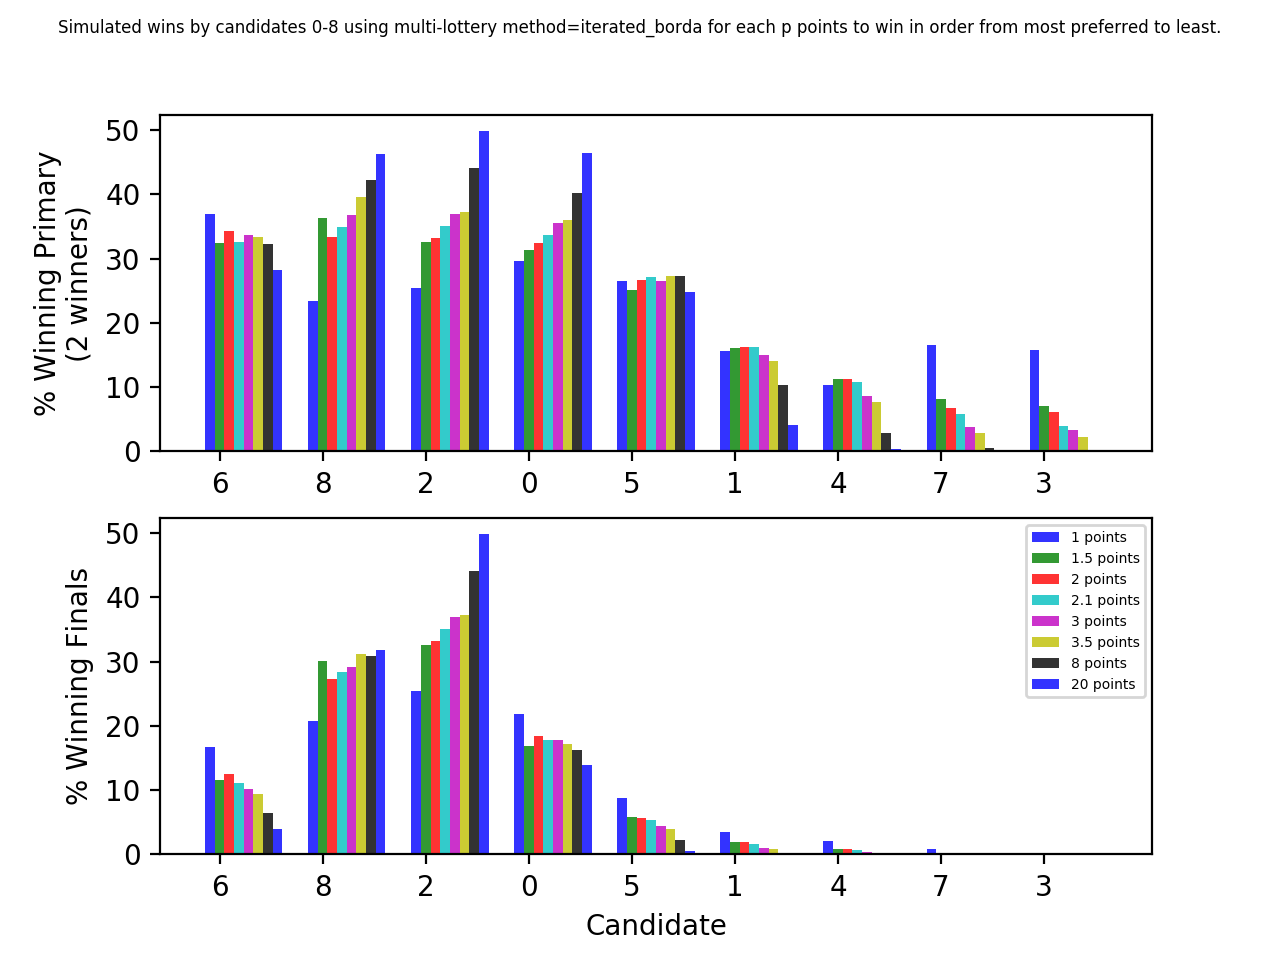 Simulated wins by candidates 0-8 using multi-lottery method=iterated_borda for each p points to win in order from most preferred to least.
% Winning Primary
(2 winners)
50
40
30
20
10
0
6 8 2 0 5 1 4 7 3
% Winning Finals
50
40
30
20
10
0
1 points
1.5 points
2 points
2.1 points
3 points
3.5 points
8 points
20 points
6 8 2 0 5 1 4 7 3
Candidate